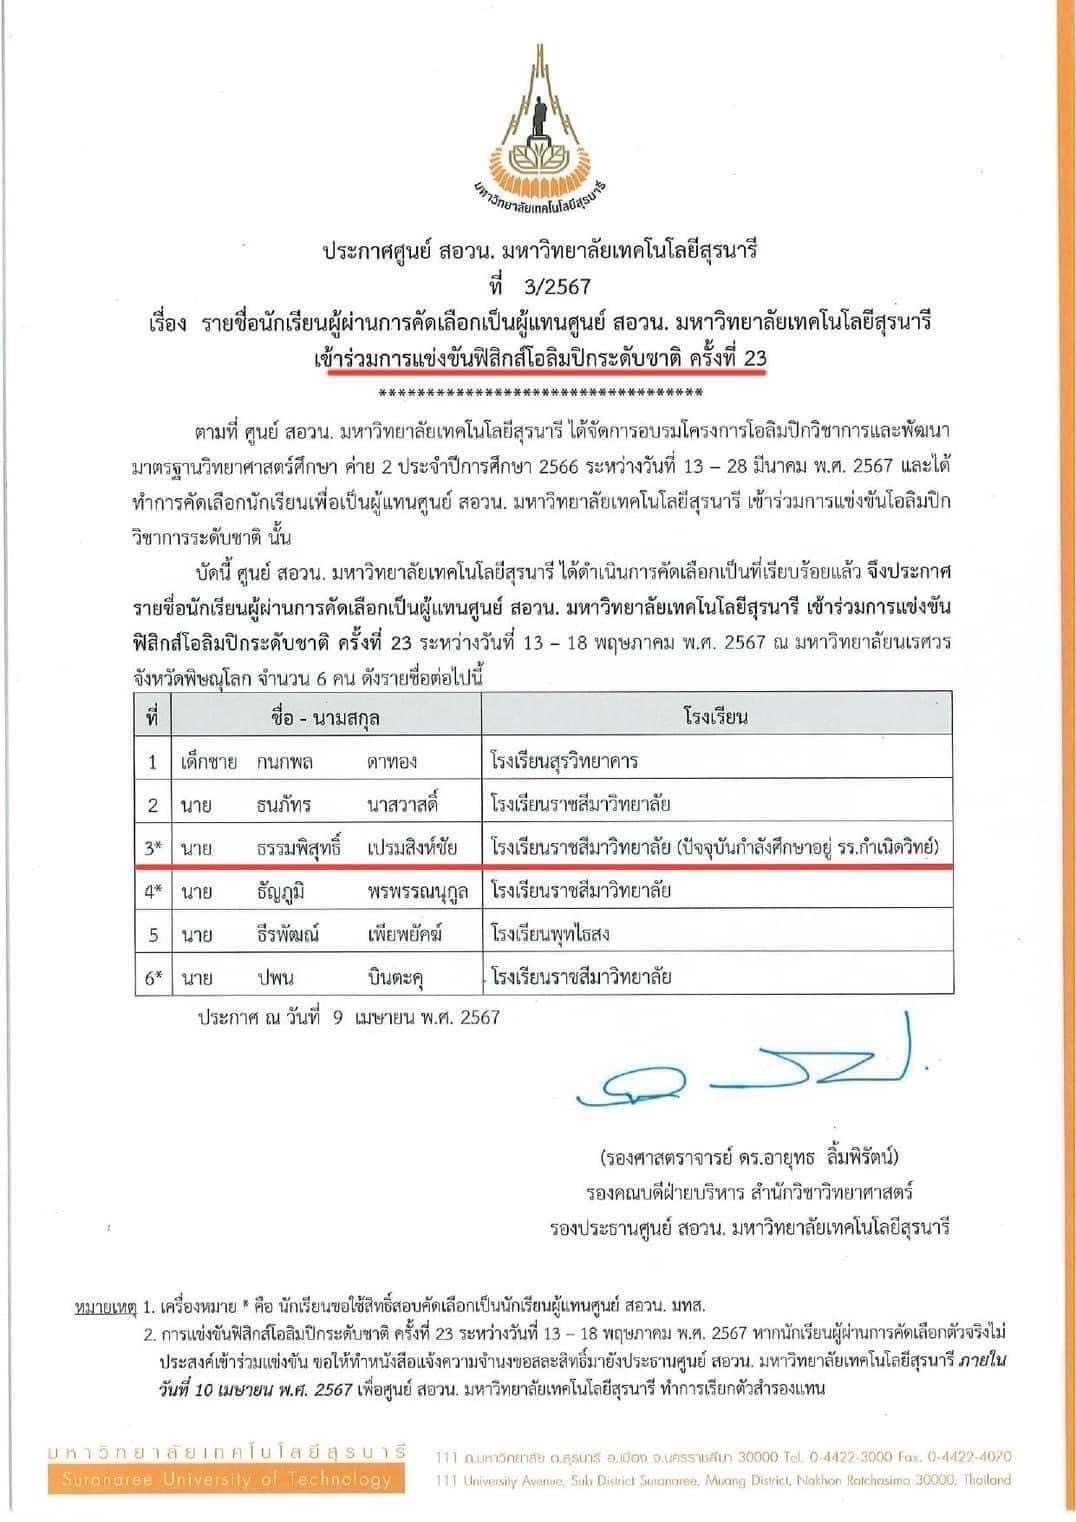 มหาวิทยาลัยเทคโนโลยีสุรนารี
ประกาศศูนย์ สอวน. มหาวิทยาลัยเทคโนโลยีสุรนารี
ที่ 3/2567
เรื่อง รายชื่อนักเรียนผู้ผ่านการคัดเลือกเป็นผู้แทนศูนย์ สอวน. มหาวิทยาลัยเทคโนโลยีสุรนารี
เข้าร่วมการแข่งขันฟิสิกส์โอลิมปิกระดับชาติ ครั้งที่ 23
**********************************
ตามที่ ศูนย์ สอวน. มหาวิทยาลัยเทคโนโลยีสุรนารี ได้จัดการอบรมโครงการโอลิมปิกวิชาการและพัฒนา
มาตรฐานวิทยาศาสตร์ศึกษา ค่าย 2 ประจำปีการศึกษา 2566 ระหว่างวันที่ 13 – 28 มีนาคม พ.ศ. 2567 และได้
ทำการคัดเลือกนักเรียนเพื่อเป็นผู้แทนศูนย์ สอวน. มหาวิทยาลัยเทคโนโลยีสุรนารี เข้าร่วมการแข่งขันโอลิมปิก
วิชาการระดับชาติ นั้น
บัดนี้ ศูนย์ สอวน. มหาวิทยาลัยเทคโนโลยีสุรนารี ได้ดำเนินการคัดเลือกเป็นที่เรียบร้อยแล้ว จึงประกาศ
รายชื่อนักเรียนผู้ผ่านการคัดเลือกเป็นผู้แทนศูนย์ สอวน. มหาวิทยาลัยเทคโนโลยีสุรนารี เข้าร่วมการแข่งขัน
ฟิสิกส์โอลิมปิกระดับชาติ ครั้งที่ 23 ระหว่างวันที่ 13 – 18 พฤษภาคม พ.ศ. 2567 ณ มหาวิทยาลัยนเรศวร
จังหวัดพิษณุโลก จำนวน 6 คน ดังรายชื่อต่อไปนี้
ที่ ชื่อ - นามสกุล โรงเรียน
1 เด็กชาย กนกพล ดาทอง โรงเรียนสุรวิทยาคาร
2 นาย ธนภัทร นาสวาสดิ์ โรงเรียนราชสีมาวิทยาลัย
3* นาย ธรรมพิสุทธิ์ เปรมสิงห์ชัย โรงเรียนราชสีมาวิทยาลัย (ปัจจุบันกำลังศึกษาอยู่ รร.กำเนิดวิทย์)
4* นาย ธัญภูมิ พรพรรณนุกูล โรงเรียนราชสีมาวิทยาลัย
5 นาย ธีรพัฒณ์ เพียพยัคฆ์ โรงเรียนพุทไธสง
6* นาย ปพน บินตะคุ โรงเรียนราชสีมาวิทยาลัย
ประกาศ ณ วันที่ 9 เมษายน พ.ศ. 2567
(รองศาสตราจารย์ ดร.อายุทธ ลิ้มพิรัตน์)
รองคณบดีฝ่ายบริหาร สำนักวิชาวิทยาศาสตร์
รองประธานศูนย์ สอวน. มหาวิทยาลัยเทคโนโลยีสุรนารี
หมายเหตุ 1. เครื่องหมาย * คือ นักเรียนขอใช้สิทธิ์สอบคัดเลือกเป็นนักเรียนผู้แทนศูนย์ สอวน. มทส.
2. การแข่งขันฟิสิกส์โอลิมปิกระดับชาติ ครั้งที่ 23 ระหว่างวันที่ 13 – 18 พฤษภาคม พ.ศ. 2567 หากนักเรียนผู้ผ่านการคัดเลือกตัวจริงไม่
ประสงค์เข้าร่วมแข่งขัน ขอให้ทำหนังสือแจ้งความจำนงขอสละสิทธิ์มายังประธานศูนย์ สอวน. มหาวิทยาลัยเทคโนโลยีสุรนารี ภายใน
วันที่ 10 เมษายน พ.ศ. 2567 เพื่อศูนย์ สอวน. มหาวิทยาลัยเทคโนโลยีสุรนารี ทำการเรียกตัวสำรองแทน
มหาวิทยาลัยเทคโนโลยีสุรนารี
Suranaree University of Technology
111 ถ.มหาวิทยาลัย ต.สุรนารี อ.เมือง จ.นครราชสีมา 30000 Tel. 0-4422-3000 Fax. 0-4422-4070
111 University Avenue, Sub District Suranaree, Muang District, Nakhon Ratchasima 30000, Thailand